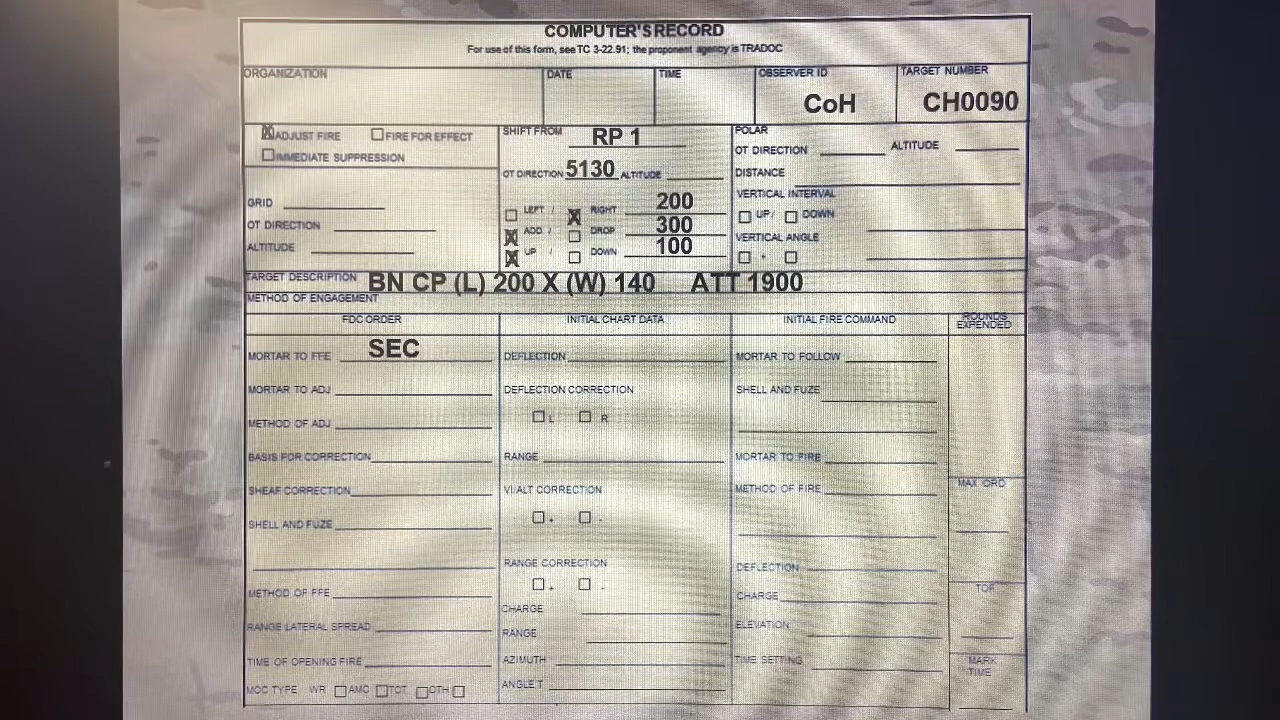 COMPUTER'S RECORD
For use of this form, see TC 3-22.91; the proponent agency is TRADOC
ORGANIZATION DATE TIME OBSERVER ID TARGET NUMBER
CoH CH0090
ADJUST FIRE FIRE FOR EFFECT
IMMEDIATE SUPPRESSION
GRID
OT DIRECTION
ALTITUDE
SHIFT FROM RP 1
OT DIRECTION 5130 ALTITUDE
LEFT / RIGHT 200
ADD / DROP 300
UP / DOWN 100
POLAR
OT DIRECTION ALTITUDE
DISTANCE
VERTICAL INTERVAL
UP / DOWN
VERTICAL ANGLE
+
TARGET DESCRIPTION BN CP (L) 200 X (W) 140 ATT 1900
METHOD OF ENGAGEMENT
FDC ORDER
MORTAR TO FFE SEC
MORTAR TO ADJ
METHOD OF ADJ
BASIS FOR CORRECTION
SHEAF CORRECTION
SHELL AND FUZE
METHOD OF FFE
RANGE LATERAL SPREAD
TIME OF OPENING FIRE
MOC TYPE WR AMC TOT OTH
INITIAL CHART DATA
DEFLECTION
DEFLECTION CORRECTION
L R
RANGE
VI/ALT CORRECTION
+ -
RANGE CORRECTION
+ -
CHARGE
RANGE
AZIMUTH
ANGLE T
INITIAL FIRE COMMAND
MORTAR TO FOLLOW
SHELL AND FUZE
MORTAR TO FIRE
METHOD OF FIRE
DEFLECTION
CHARGE
ELEVATION
TIME SETTING
ROUNDS
EXPENDED
MAX ORD
TOF
MARK
TIME